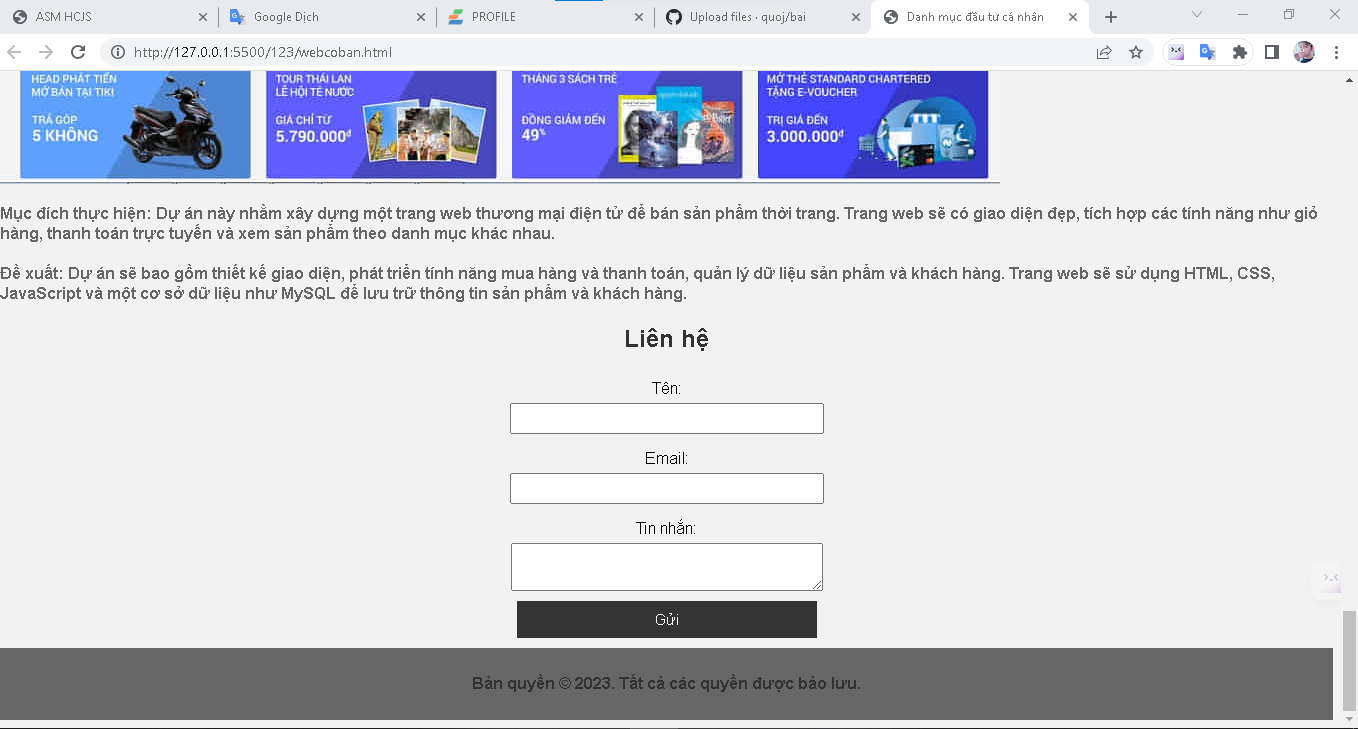 ASM HCJS
Google Dịch
PROFILE
Upload files · quoj/bai
Danh mục đầu tư cá nhân
http://127.0.0.1:5500/123/webcoban.html
HEAD PHÁT TIẾN
MỞ BÁN TẠI TIKI
TRẢ GÓP
5 KHÔNG
TOUR THÁI LAN
LỄ HỘI TÉ NƯỚC
GIÁ CHỈ TỪ
5.790.000đ
THÁNG 3 SÁCH TRẺ
ĐỒNG GIẢM ĐẾN
49%
MỞ THẺ STANDARD CHARTERED
TẶNG E-VOUCHER
TRỊ GIÁ ĐẾN
3.000.000đ
Mục đích thực hiện: Dự án này nhằm xây dựng một trang web thương mại điện tử để bán sản phẩm thời trang. Trang web sẽ có giao diện đẹp, tích hợp các tính năng như giỏ
hàng, thanh toán trực tuyến và xem sản phẩm theo danh mục khác nhau.
Đề xuất: Dự án sẽ bao gồm thiết kế giao diện, phát triển tính năng mua hàng và thanh toán, quản lý dữ liệu sản phẩm và khách hàng. Trang web sẽ sử dụng HTML, CSS,
JavaScript và một cơ sở dữ liệu như MySQL để lưu trữ thông tin sản phẩm và khách hàng.
Liên hệ
Tên:
Email:
Tin nhắn:
Gửi
Bản quyền © 2023. Tất cả các quyền được bảo lưu.